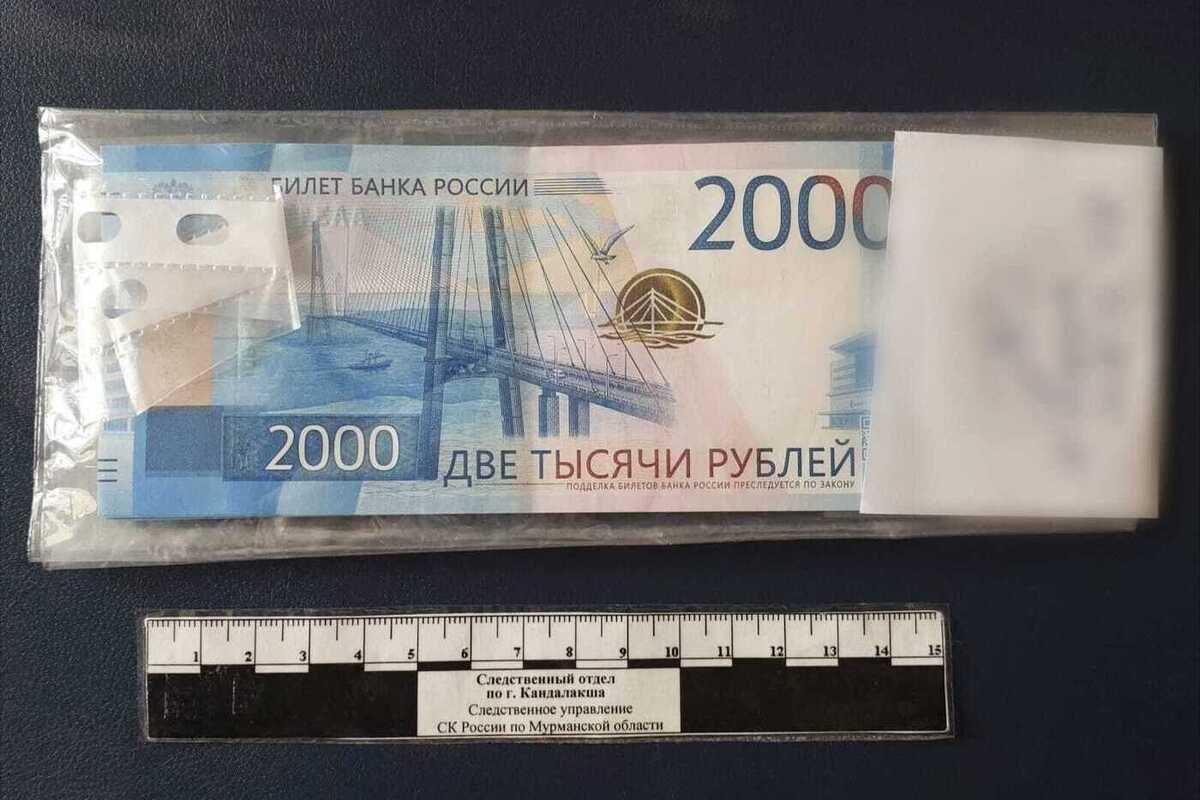 БИЛЕТ БАНКА РОССИИ
2000
2000
ДВЕ ТЫСЯЧИ РУБЛЕЙ
ПОДДЕЛКА БИЛЕТОВ БАНКА РОССИИ ПРЕСЛЕДУЕТСЯ ПО ЗАКОНУ
1 2 3 4 5 6 7 8 9 10 11 12 13 14 15
Следственный отдел
по г. Кандалакша
Следственное управление
СК России по Мурманской области